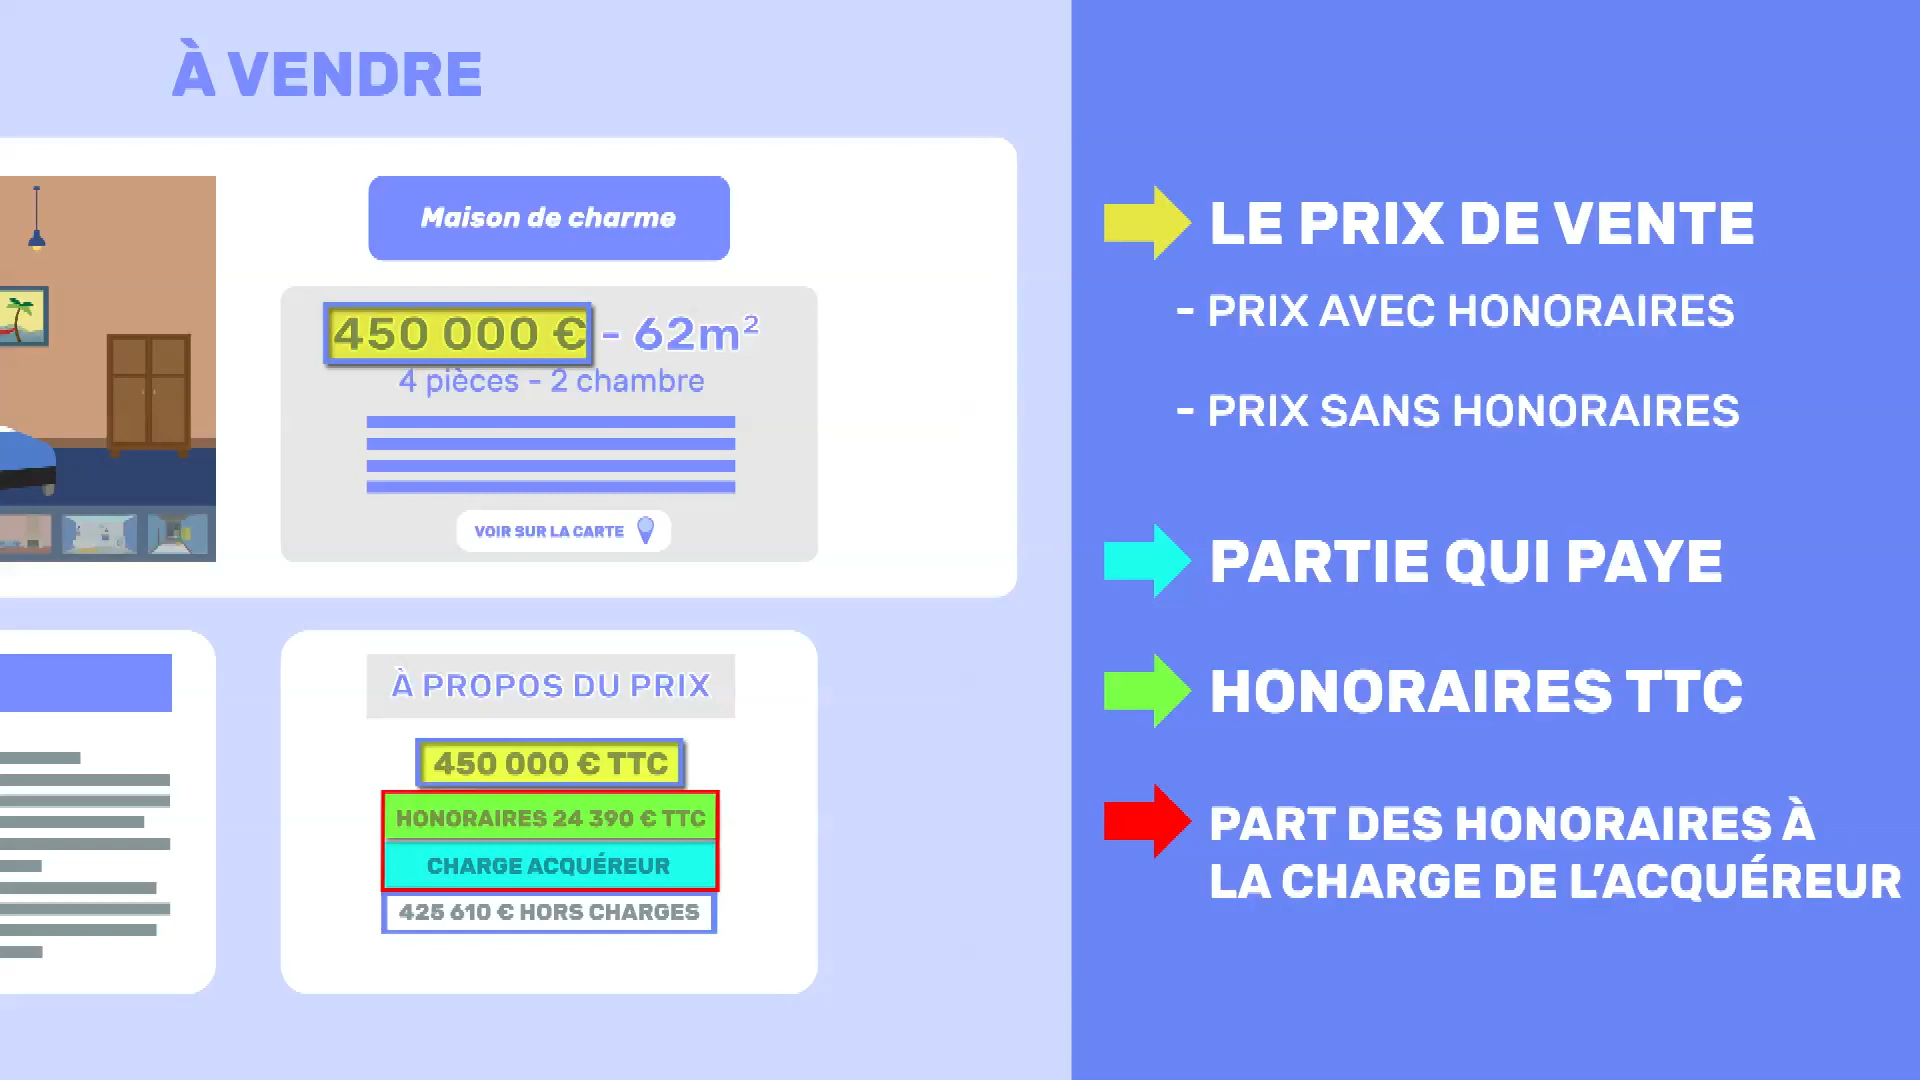 À VENDRE
Maison de charme
450 000 € - 62m²
4 pièces - 2 chambre
VOIR SUR LA CARTE
À PROPOS DU PRIX
450 000 € TTC
HONORAIRES 24 390 € TTC
CHARGE ACQUÉREUR
425 610 € HORS CHARGES
LE PRIX DE VENTE
- PRIX AVEC HONORAIRES
- PRIX SANS HONORAIRES
PARTIE QUI PAYE
HONORAIRES TTC
PART DES HONORAIRES À
LA CHARGE DE L'ACQUÉREUR